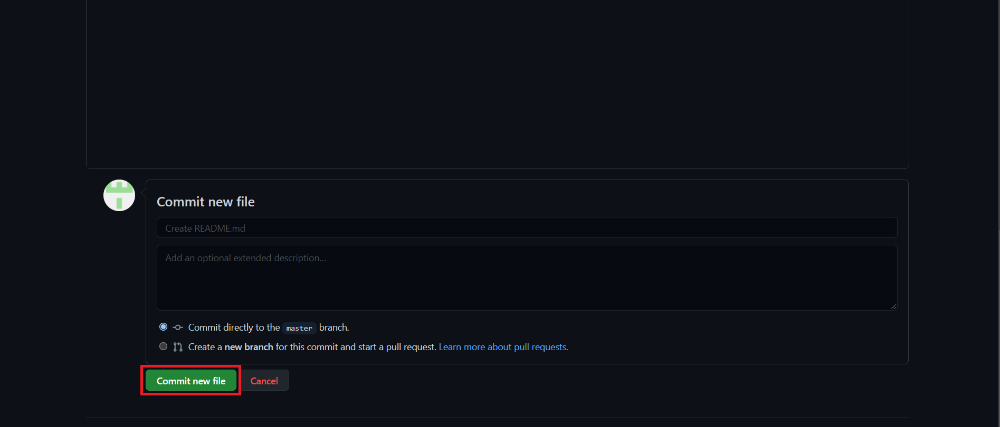 Commit new file
Create README.md
Add an optional extended description...
Commit directly to the master branch.
Create a new branch for this commit and start a pull request. Learn more about pull requests.
Commit new file
Cancel